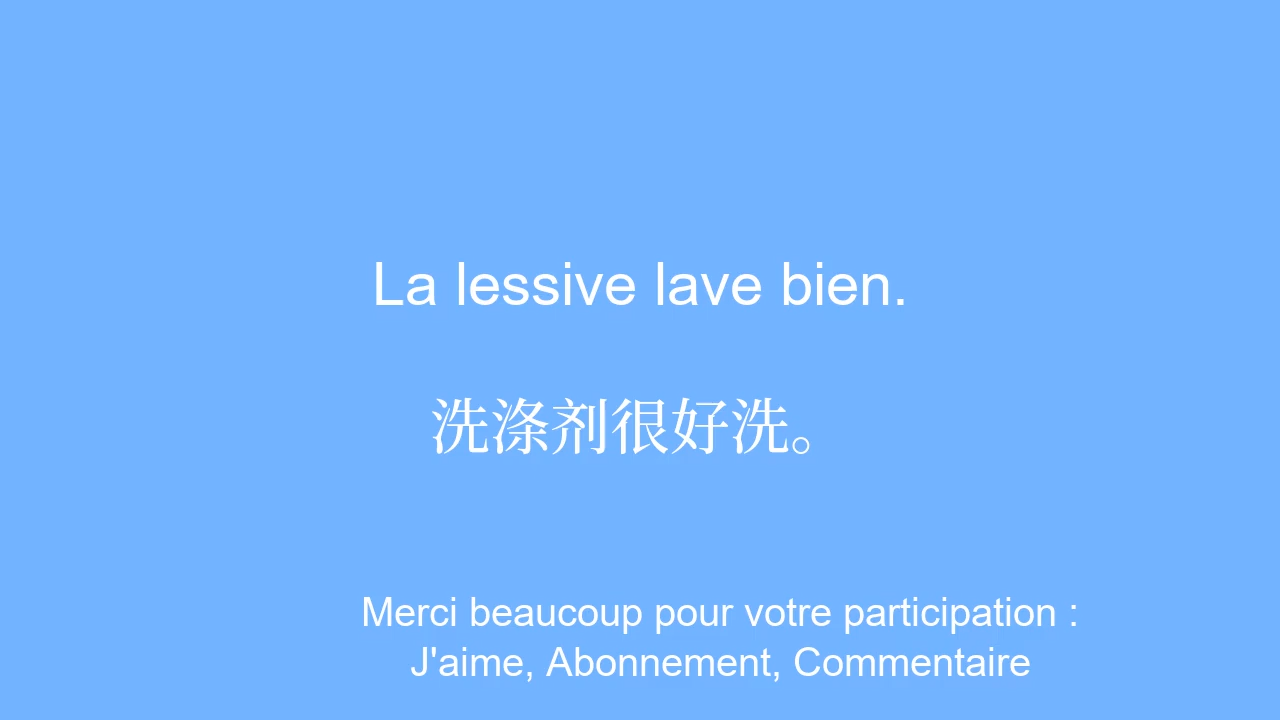 La lessive lave bien.
洗涤剂很好洗。
Merci beaucoup pour votre participation :
J'aime, Abonnement, Commentaire